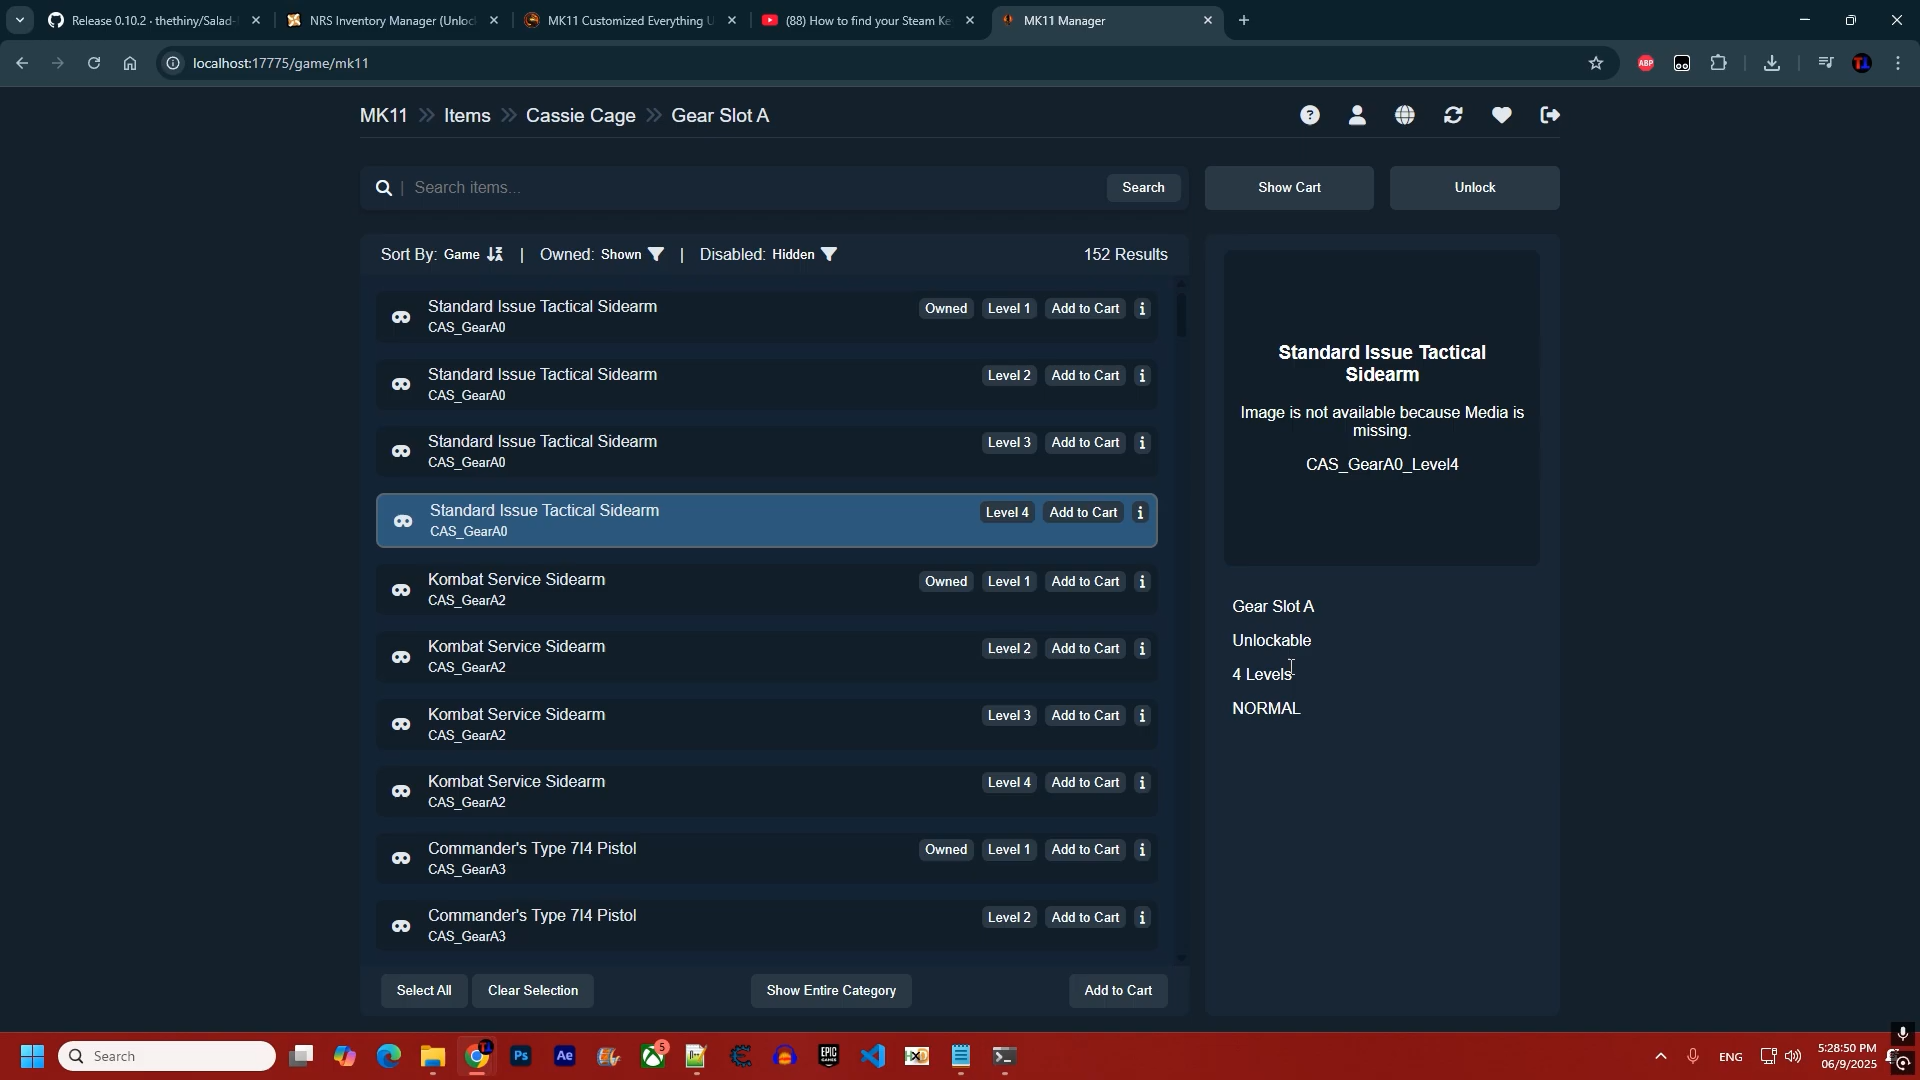 Release 0.10.2 · thethiny/Salad-
NRS Inventory Manager (Unloc
MK11 Customized Everything U
(88) How to find your Steam Ke
MK11 Manager
localhost:17775/game/mk11
ABP
MK11 » Items » Cassie Cage » Gear Slot A
Search items...
Search
Show Cart
Unlock
Sort By: Game | Owned: Shown | Disabled: Hidden
152 Results
Standard Issue Tactical Sidearm
Owned Level 1 Add to Cart i
CAS_GearA0
Standard Issue Tactical Sidearm
Level 2 Add to Cart i
CAS_GearA0
Standard Issue Tactical Sidearm
Level 3 Add to Cart i
CAS_GearA0
Standard Issue Tactical Sidearm
Level 4 Add to Cart i
CAS_GearA0
Kombat Service Sidearm
Owned Level 1 Add to Cart i
CAS_GearA2
Kombat Service Sidearm
Level 2 Add to Cart i
CAS_GearA2
Kombat Service Sidearm
Level 3 Add to Cart i
CAS_GearA2
Kombat Service Sidearm
Level 4 Add to Cart i
CAS_GearA2
Commander's Type 7I4 Pistol
Owned Level 1 Add to Cart i
CAS_GearA3
Commander's Type 7I4 Pistol
Level 2 Add to Cart i
CAS_GearA3
Select All
Clear Selection
Show Entire Category
Add to Cart
Standard Issue Tactical
Sidearm
Image is not available because Media is
missing.
CAS_GearA0_Level4
Gear Slot A
Unlockable
4 Levels
NORMAL
Search
Ps
Ae
5
EPIC
GAMES
ENG
5:28:50 PM
06/9/2025